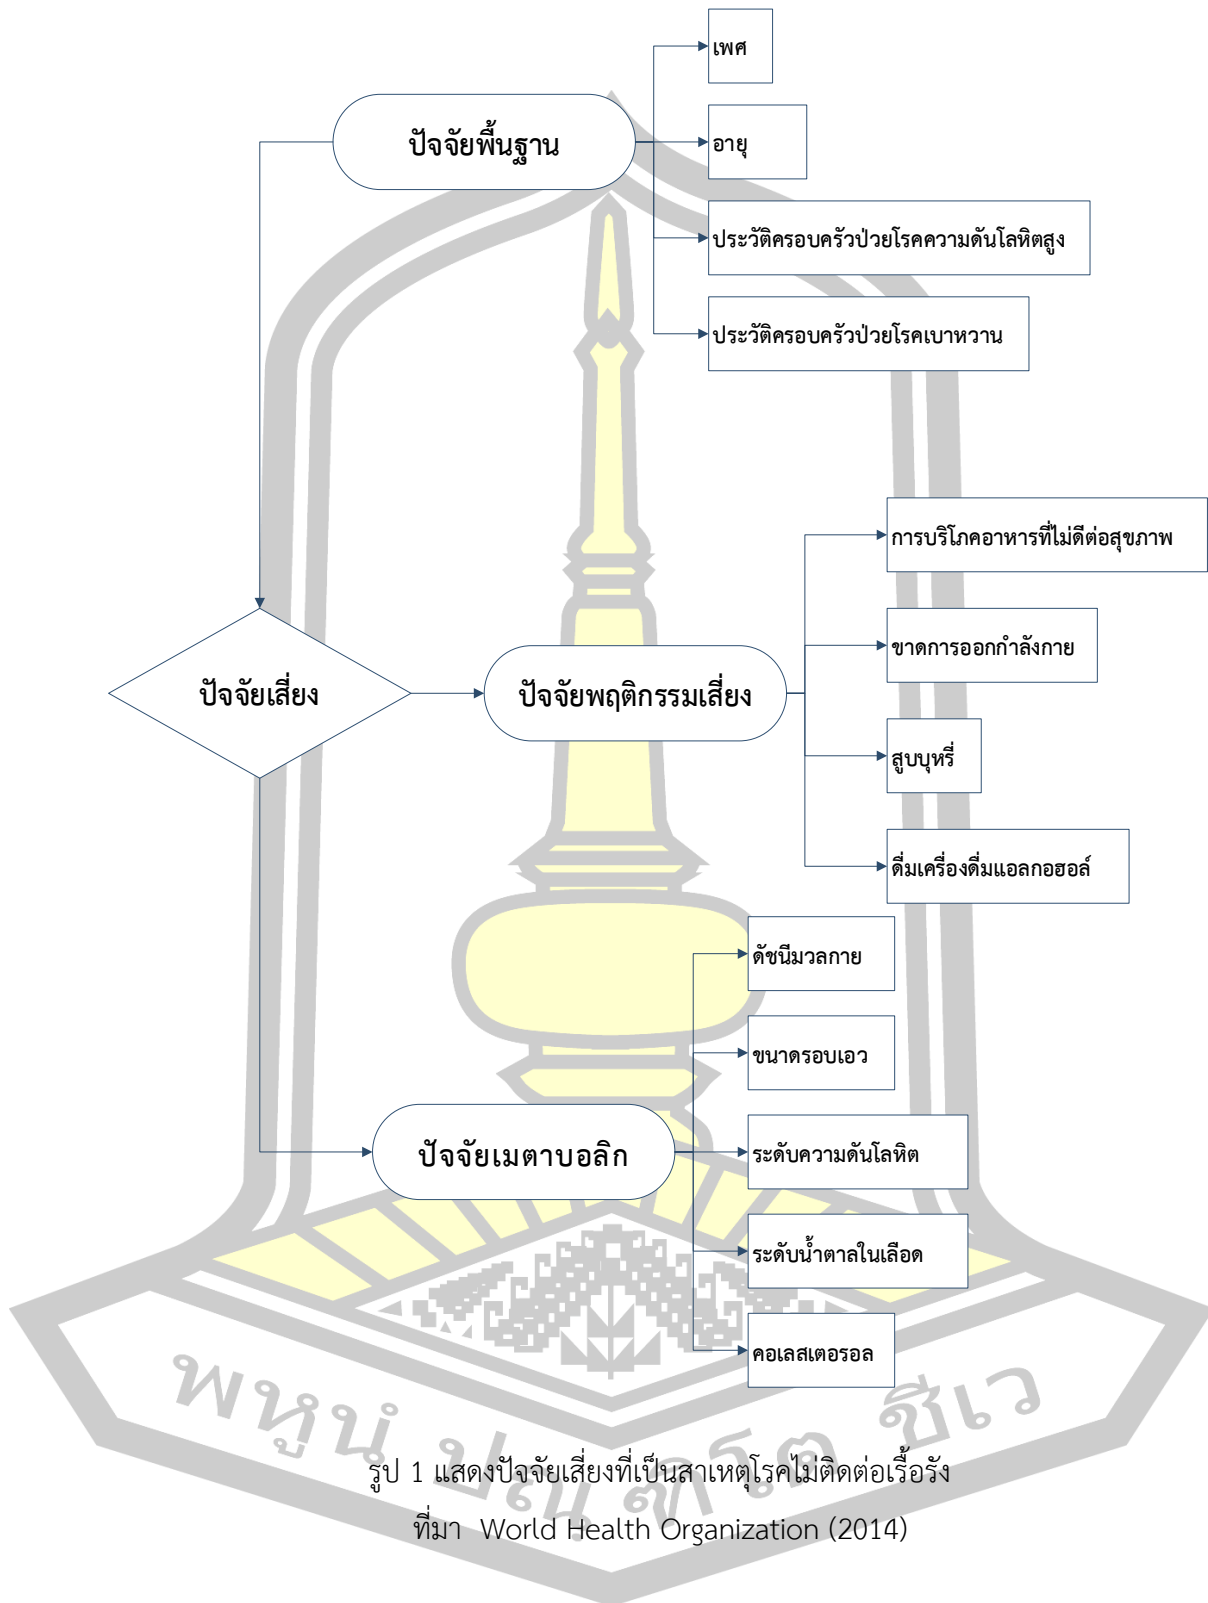 เพศ
ปัจจัยพื้นฐาน
อายุ
ประวัติครอบครัวป่วยโรคความดันโลหิตสูง
ประวัติครอบครัวป่วยโรคเบาหวาน
การบริโภคอาหารที่ไม่ดีต่อสุขภาพ
ขาดการออกกำลังกาย
ปัจจัยเสี่ยง
ปัจจัยพฤติกรรมเสี่ยง
สูบบุหรี่
ดื่มเครื่องดื่มแอลกอฮอล์
ดัชนีมวลกาย
ขนาดรอบเอว
ปัจจัยเมตาบอลิก
ระดับความดันโลหิต
ระดับน้ำตาลในเลือด
คอเลสเตอรอล
พหูนํ ปณฺฑิโต ชีเว
รูป 1 แสดงปัจจัยเสี่ยงที่เป็นสาเหตุโรคไม่ติดต่อเรื้อรัง
ที่มา World Health Organization (2014)